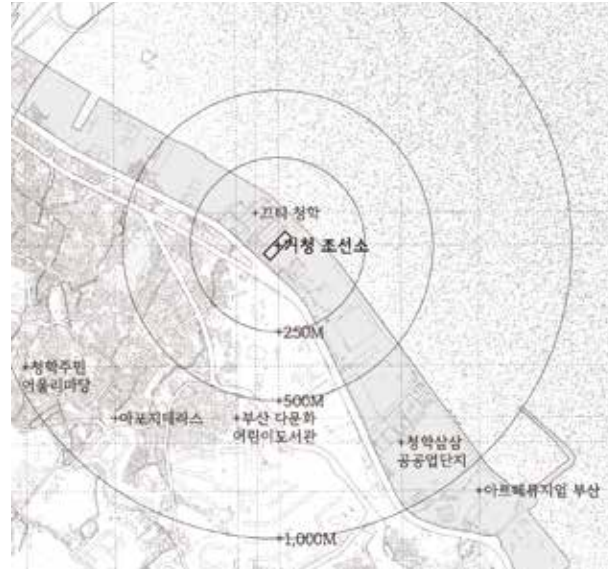 +끄티 청학
+거청 조선소
+250M
+청학주민
어울리마당
+500M
+아포지테라스
+부산 다문화
어린이도서관
+청학삼삼
공공업단지
+아르떼뮤지엄 부산
+1,000M